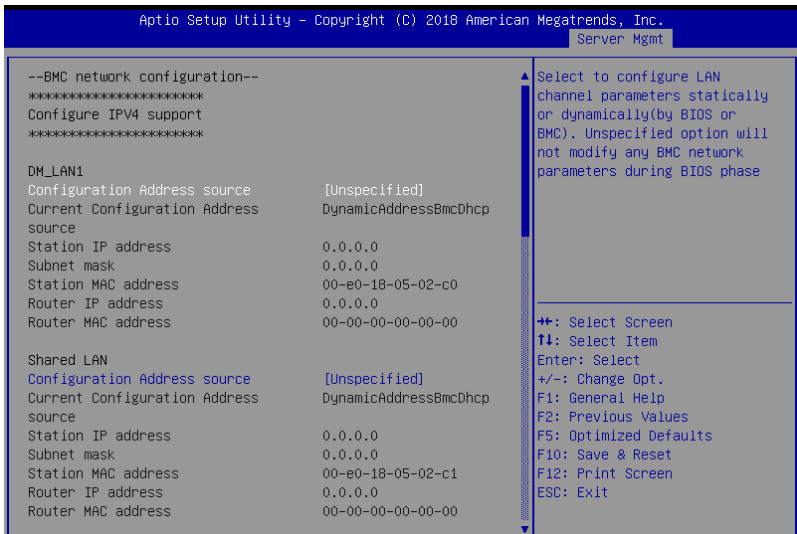 Aptio Setup Utility – Copyright (C) 2018 American Megatrends, Inc.
Server Mgmt
--BMC network configuration--
**********************
Configure IPV4 support
**********************
DM_LAN1
Configuration Address source [Unspecified]
Current Configuration Address DynamicAddressBmcDhcp
source
Station IP address 0.0.0.0
Subnet mask 0.0.0.0
Station MAC address 00-e0-18-05-02-c0
Router IP address 0.0.0.0
Router MAC address 00-00-00-00-00-00
Shared LAN
Configuration Address source [Unspecified]
Current Configuration Address DynamicAddressBmcDhcp
source
Station IP address 0.0.0.0
Subnet mask 0.0.0.0
Station MAC address 00-e0-18-05-02-c1
Router IP address 0.0.0.0
Router MAC address 00-00-00-00-00-00
Select to configure LAN
channel parameters statically
or dynamically(by BIOS or
BMC). Unspecified option will
not modify any BMC network
parameters during BIOS phase
→←: Select Screen
↑↓: Select Item
Enter: Select
+/-: Change Opt.
F1: General Help
F2: Previous Values
F5: Optimized Defaults
F10: Save & Reset
F12: Print Screen
ESC: Exit